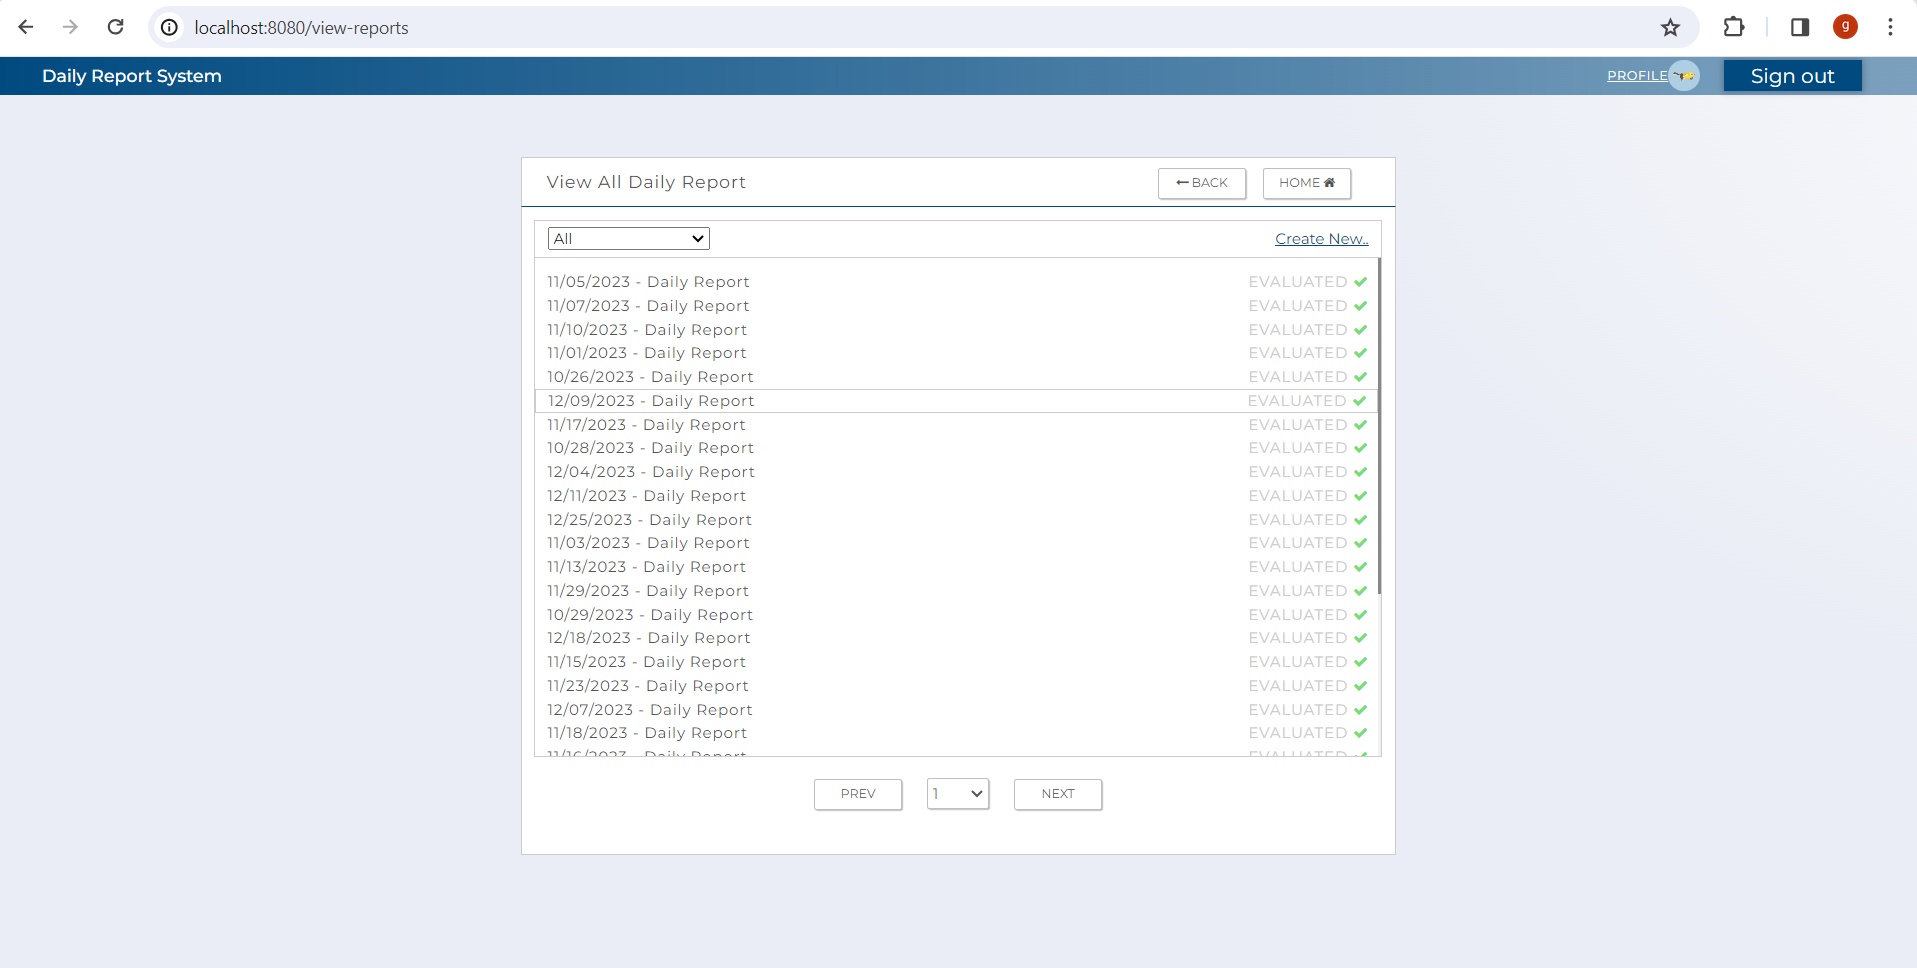 localhost:8080/view-reports
g
Daily Report System
PROFILE
Sign out
View All Daily Report
BACK
HOME
All
Create New..
11/05/2023 - Daily Report EVALUATED
11/07/2023 - Daily Report EVALUATED
11/10/2023 - Daily Report EVALUATED
11/01/2023 - Daily Report EVALUATED
10/26/2023 - Daily Report EVALUATED
12/09/2023 - Daily Report EVALUATED
11/17/2023 - Daily Report EVALUATED
10/28/2023 - Daily Report EVALUATED
12/04/2023 - Daily Report EVALUATED
12/11/2023 - Daily Report EVALUATED
12/25/2023 - Daily Report EVALUATED
11/03/2023 - Daily Report EVALUATED
11/13/2023 - Daily Report EVALUATED
11/29/2023 - Daily Report EVALUATED
10/29/2023 - Daily Report EVALUATED
12/18/2023 - Daily Report EVALUATED
11/15/2023 - Daily Report EVALUATED
11/23/2023 - Daily Report EVALUATED
12/07/2023 - Daily Report EVALUATED
11/18/2023 - Daily Report EVALUATED
11/16/2023 - Daily Report EVALUATED
PREV
1
NEXT